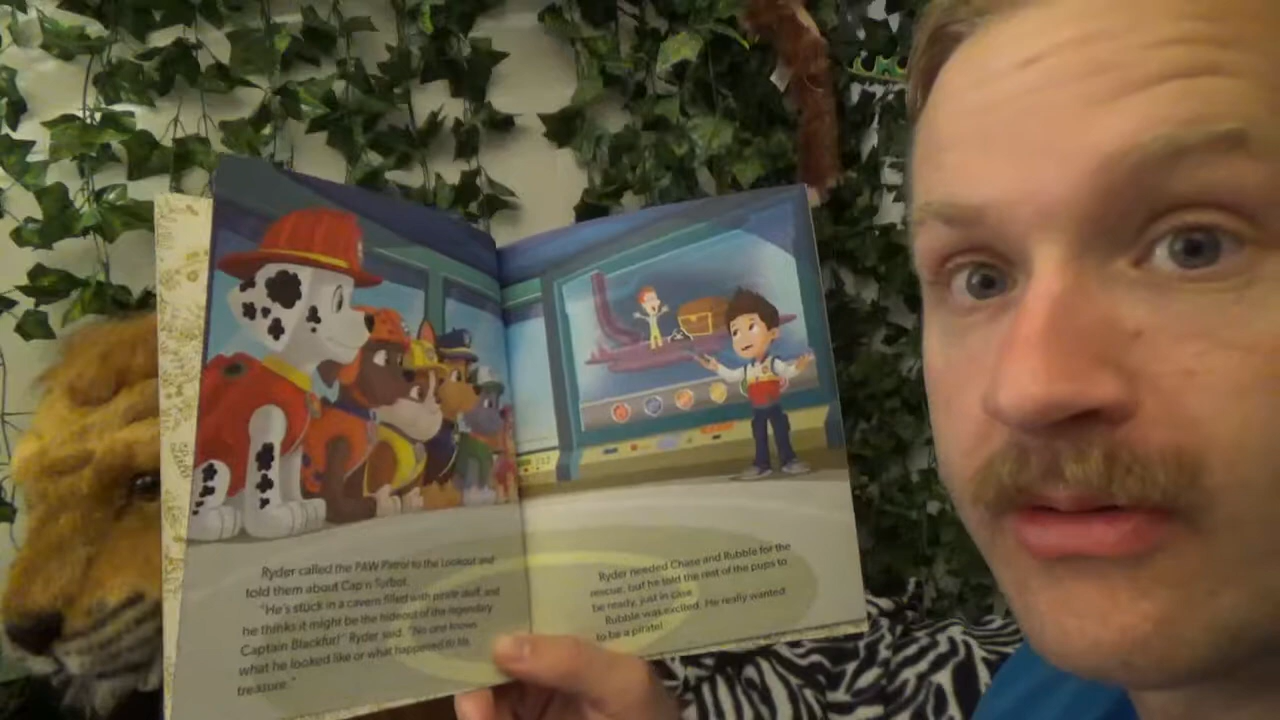 Ryder called the PAW Patrol to the Lookout and
told them about Cap'n Turbot.
"He's stuck in a cavern filled with pirate stuff, and
he thinks it might be the hideout of the legendary
Captain Blackfur!" Ryder said. "No one knows
what he looked like or what happened to his
treasure."
Ryder needed Chase and Rubble for the
rescue, but he told the rest of the pups to
be ready, just in case.
Rubble was excited. He really wanted
to be a pirate!